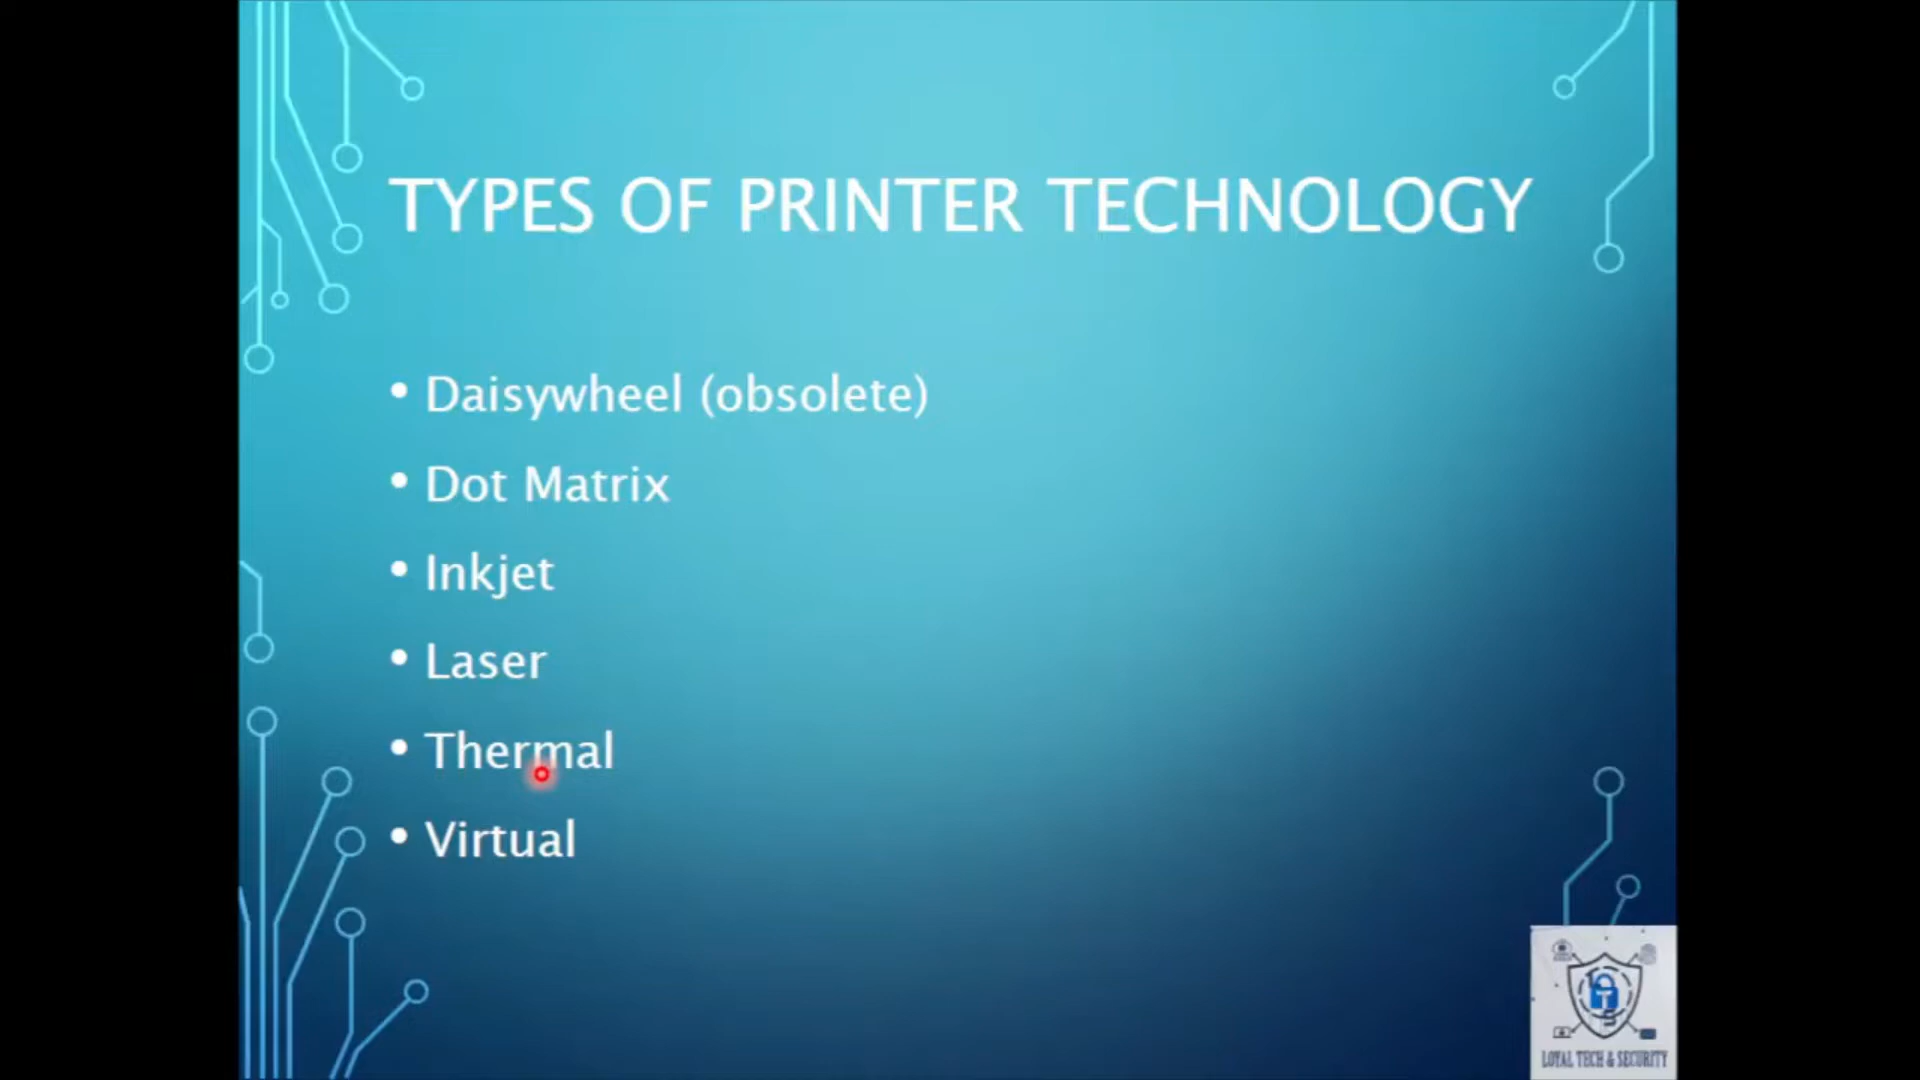 TYPES OF PRINTER TECHNOLOGY
• Daisywheel (obsolete)
• Dot Matrix
• Inkjet
• Laser
• Thermal
• Virtual
LOYAL TECH & SECURITY